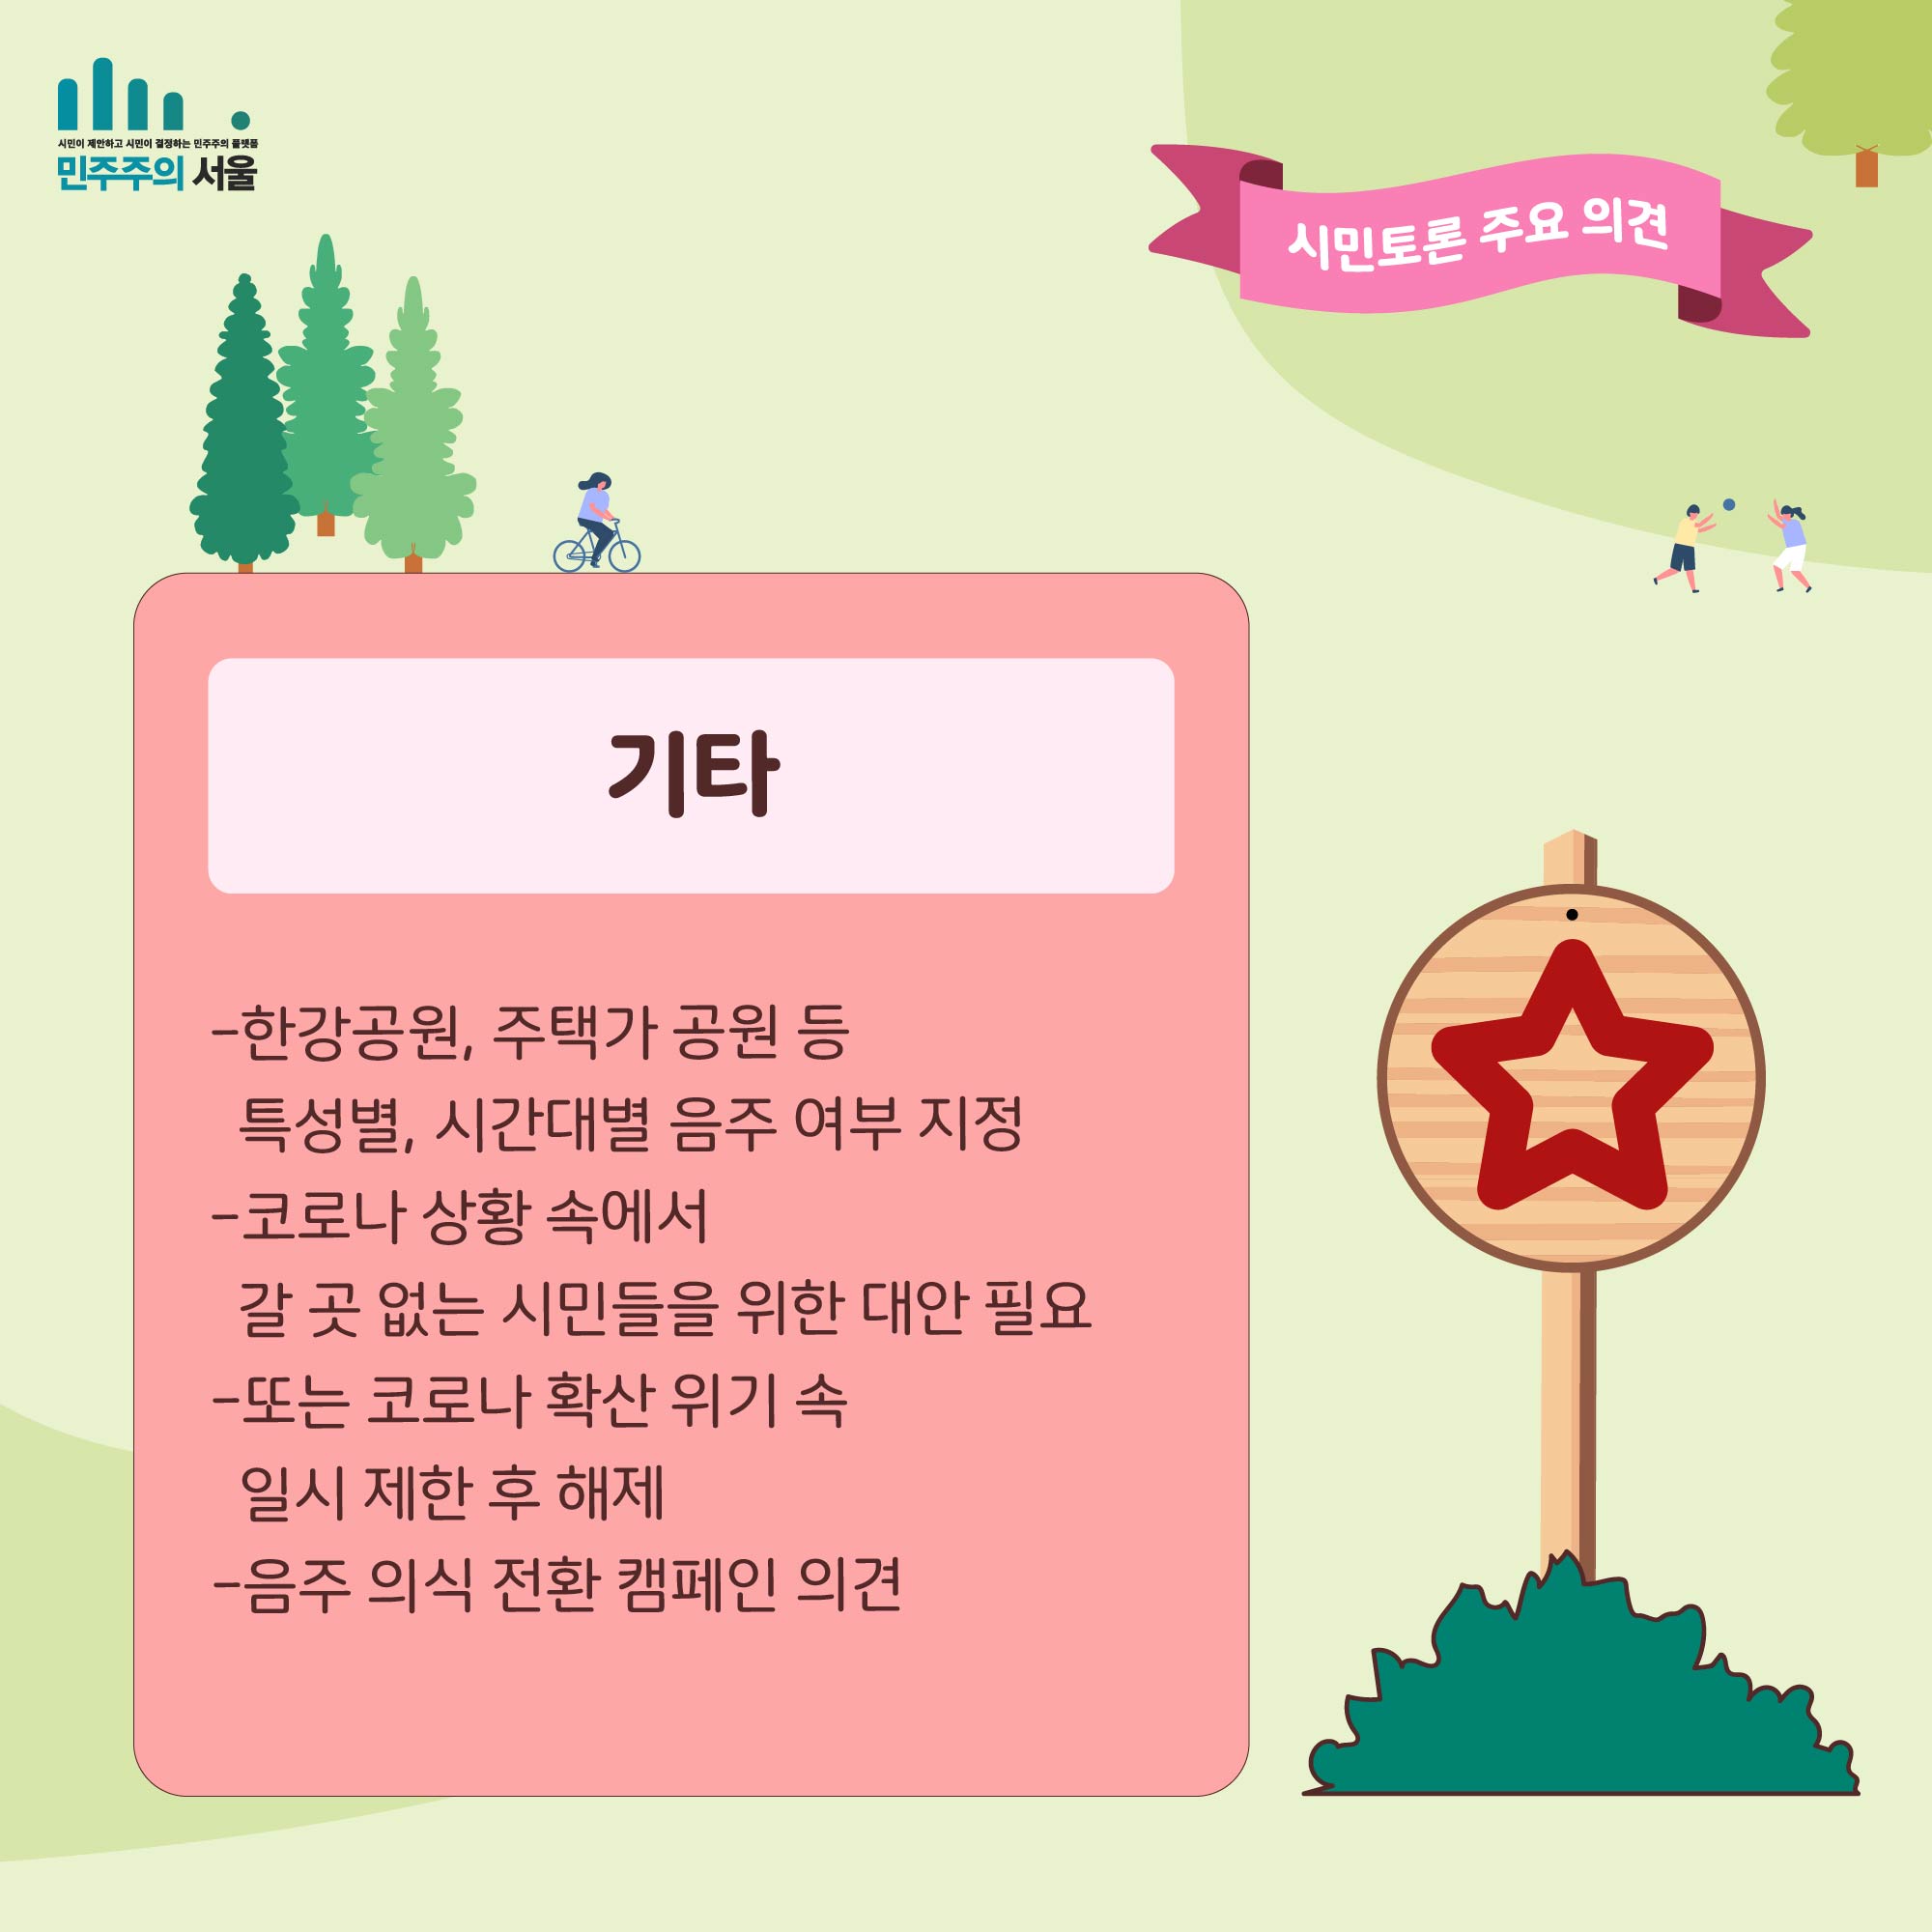 시민이 제안하고 시민이 결정하는 민주주의 플랫폼
민주주의 서울
시민토론 주요 의견
기타
-한강공원, 주택가 공원 등
특성별, 시간대별 음주 여부 지정
-코로나 상황 속에서
갈 곳 없는 시민들을 위한 대안 필요
-또는 코로나 확산 위기 속
일시 제한 후 해제
-음주 의식 전환 캠페인 의견